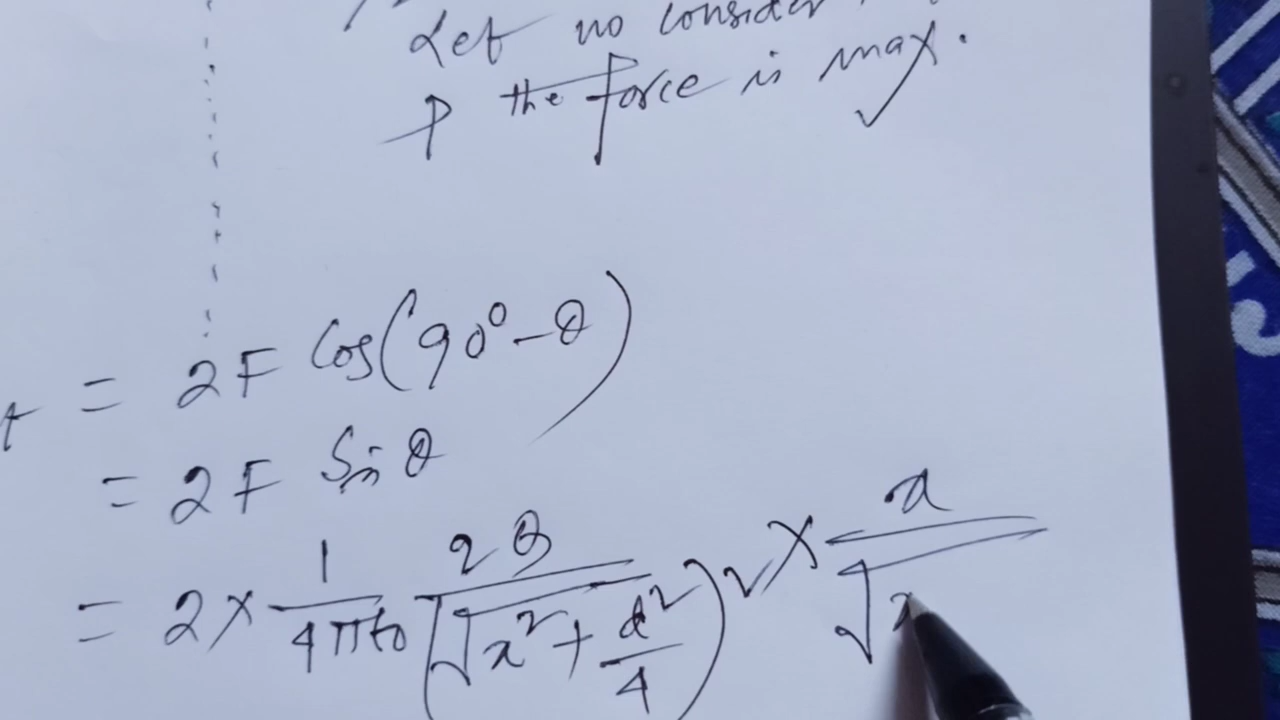 Let no consider
P the force is max.
= 2F Cos(90° - θ)
= 2F Sin θ
= 2 × 1/4πε0 qQ/(√x² + d²/4)² × x/√x